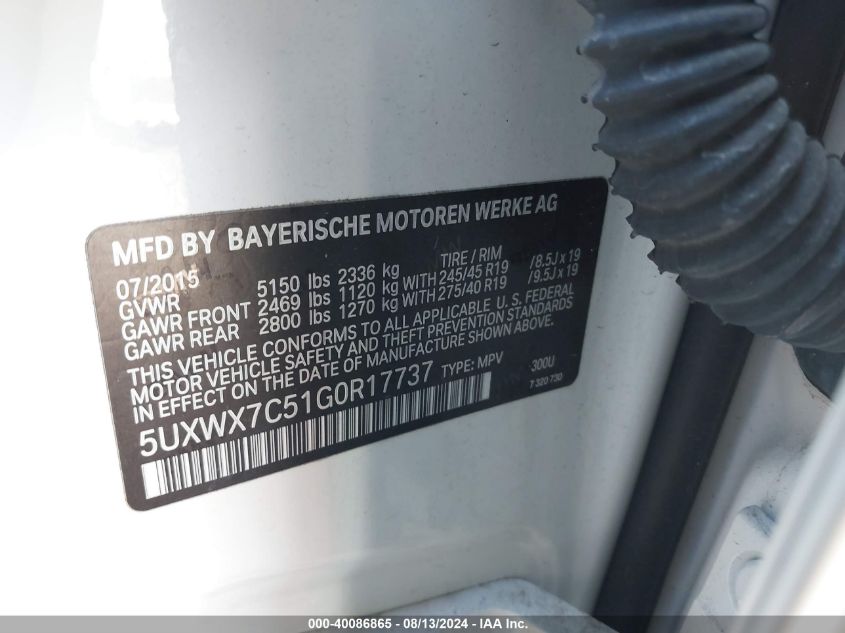 MFD BY BAYERISCHE MOTOREN WERKE AG
07/2015 TIRE / RIM
GVWR 5150 lbs 2336 kg
GAWR FRONT 2469 lbs 1120 kg WITH 245/45 R19 /8.5J x 19
GAWR REAR 2800 lbs 1270 kg WITH 275/40 R19 /9.5J x 19
THIS VEHICLE CONFORMS TO ALL APPLICABLE U.S. FEDERAL
MOTOR VEHICLE SAFETY AND THEFT PREVENTION STANDARDS
IN EFFECT ON THE DATE OF MANUFACTURE SHOWN ABOVE.
5UXWX7C51G0R17737 TYPE: MPV 300U
7 320 730
000-40086865 - 08/13/2024 - IAA Inc.